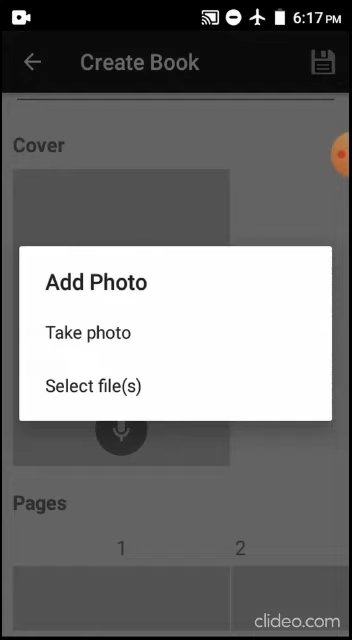 6:17 PM
Create Book
Cover
Add Photo
Take photo
Select file(s)
Pages
1 2
clideo.com